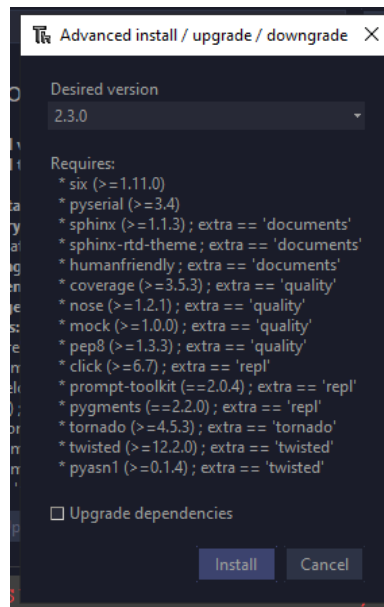 Advanced install / upgrade / downgrade
Desired version
2.3.0
Requires:
* six (>=1.11.0)
* pyserial (>=3.4)
* sphinx (>=1.1.3) ; extra == 'documents'
* sphinx-rtd-theme ; extra == 'documents'
* humanfriendly ; extra == 'documents'
* coverage (>=3.5.3) ; extra == 'quality'
* nose (>=1.2.1) ; extra == 'quality'
* mock (>=1.0.0) ; extra == 'quality'
* pep8 (>=1.3.3) ; extra == 'quality'
* click (>=6.7) ; extra == 'repl'
* prompt-toolkit (==2.0.4) ; extra == 'repl'
* pygments (==2.2.0) ; extra == 'repl'
* tornado (>=4.5.3) ; extra == 'tornado'
* twisted (>=12.2.0) ; extra == 'twisted'
* pyasn1 (>=0.1.4) ; extra == 'twisted'
Upgrade dependencies
Install Cancel